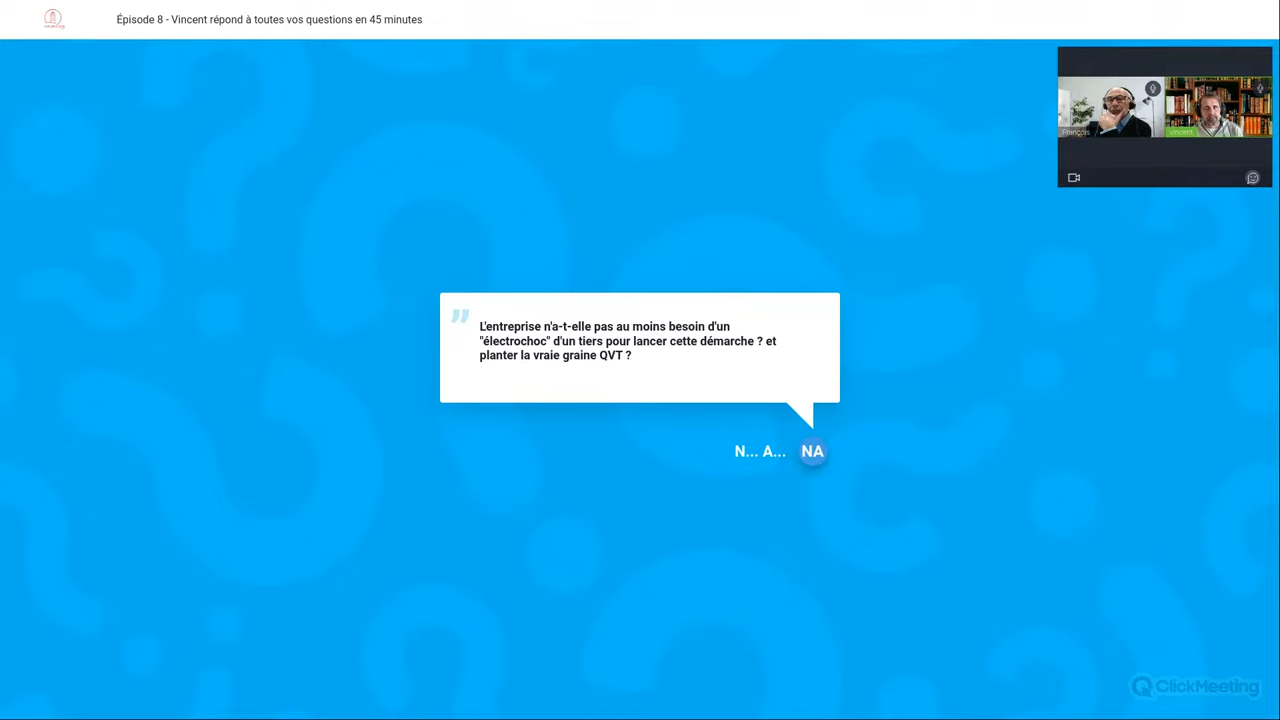 Épisode 8 - Vincent répond à toutes vos questions en 45 minutes
François
vincent
L'entreprise n'a-t-elle pas au moins besoin d'un
"électrochoc" d'un tiers pour lancer cette démarche ? et
planter la vraie graine QVT ?
N... A...
NA
ClickMeeting